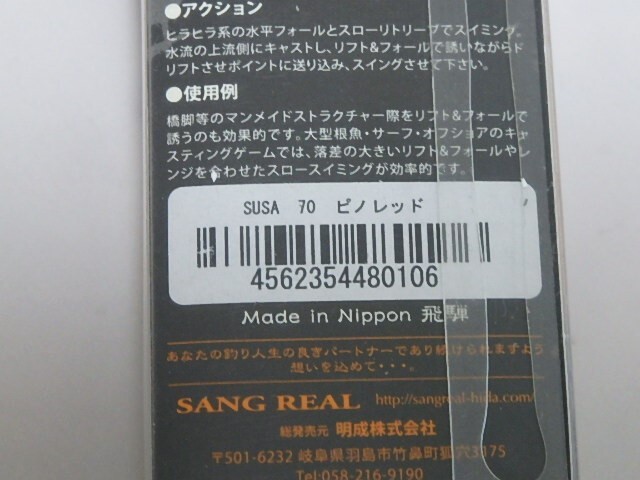 ●アクション
ヒラヒラ系の水平フォールとスローリトリーブでスイミング。
水流の上流側にキャストし、リフト&フォールで誘いながらド
リフトさせポイントに送り込み、スイングさせて下さい。
●使用例
橋脚等のマンメイドストラクチャー際をリフト&フォールで
誘うのも効果的です。大型根魚・サーフ・オフショアのキャ
スティングゲームでは、落差の大きいリフト&フォールやレ
ンジを合わせたスロースイミングが効率的です。
SUSA 70 ピノレッド
4562354480106
Made in Nippon 飛騨
あなたの釣り人生の良きパートナーであり続けられますよう
想いを込めて・・・。
SANG REAL http://sangreal-hida.com/
総発売元 明成株式会社
〒501-6232 岐阜県羽島市竹鼻町狐穴3175
Tel:058-216-9190